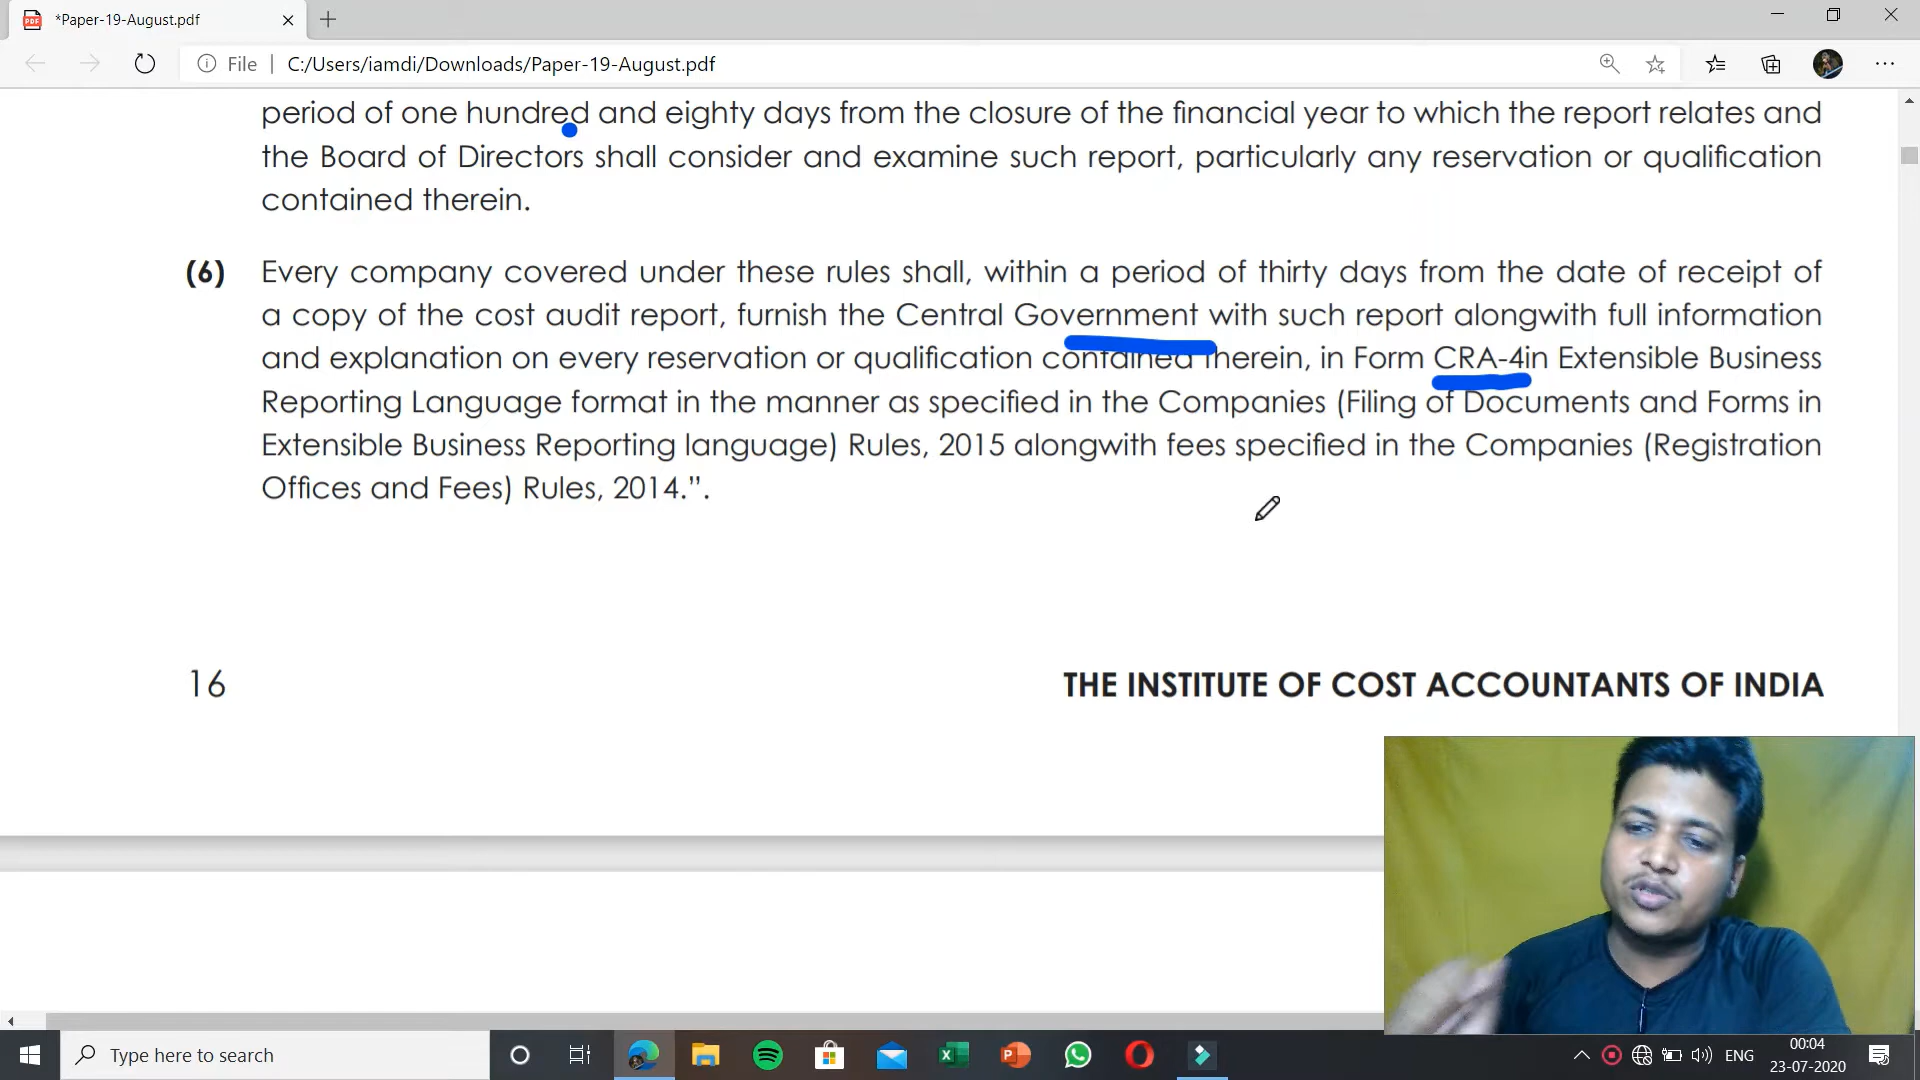 *Paper-19-August.pdf
File | C:/Users/iamdi/Downloads/Paper-19-August.pdf
period of one hundred and eighty days from the closure of the financial year to which the report relates and
the Board of Directors shall consider and examine such report, particularly any reservation or qualification
contained therein.
(6) Every company covered under these rules shall, within a period of thirty days from the date of receipt of
a copy of the cost audit report, furnish the Central Government with such report alongwith full information
and explanation on every reservation or qualification contained therein, in Form CRA-4in Extensible Business
Reporting Language format in the manner as specified in the Companies (Filing of Documents and Forms in
Extensible Business Reporting language) Rules, 2015 alongwith fees specified in the Companies (Registration
Offices and Fees) Rules, 2014.”.
16 THE INSTITUTE OF COST ACCOUNTANTS OF INDIA
Type here to search
ENG
00:04
23-07-2020